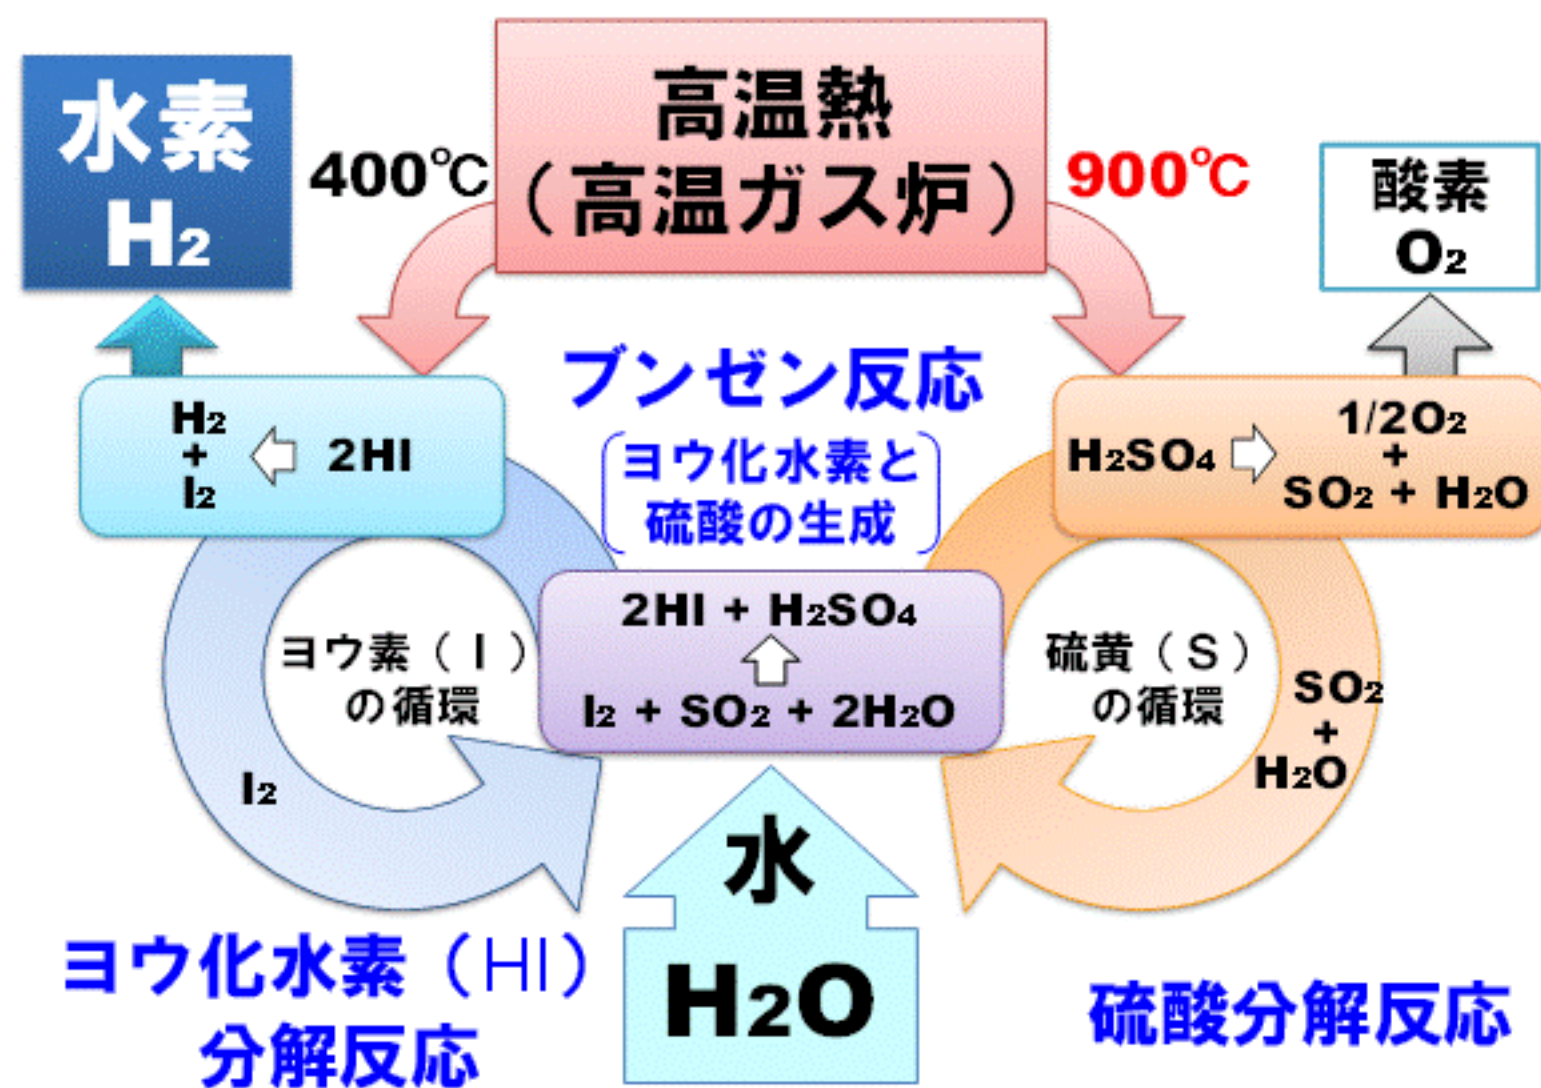 水素
H₂
400℃
高温熱
（高温ガス炉）
900℃
酸素
O₂
H₂
+
I₂
2HI
ブンゼン反応
ヨウ化水素と
硫酸の生成
H₂SO₄
1/2O₂
+
SO₂ + H₂O
ヨウ素（I）
の循環
I₂
2HI + H₂SO₄
I₂ + SO₂ + 2H₂O
硫黄（S）
の循環
SO₂
+
H₂O
水
H₂O
ヨウ化水素（HI）
分解反応
硫酸分解反応